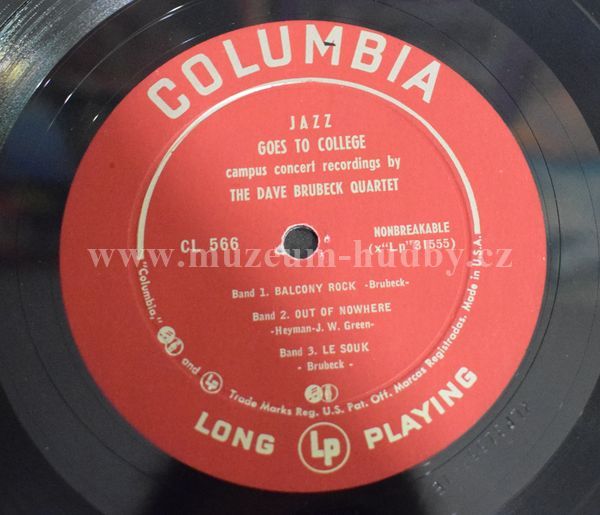 COLUMBIA
JAZZ
GOES TO COLLEGE
campus concert recordings by
THE DAVE BRUBECK QUARTET
CL 566
NONBREAKABLE
(x"Lp"31555)
www.muzeum-hudby.cz
Band 1. BALCONY ROCK -Brubeck-
Band 2. OUT OF NOWHERE
-Heyman-J. W. Green-
Band 3. LE SOUK
- Brubeck -
"Columbia," and Lp Trade Marks Reg. U.S. Pat. Off. Marcas Registradas. Made in U.S.A.
LONG Lp PLAYING